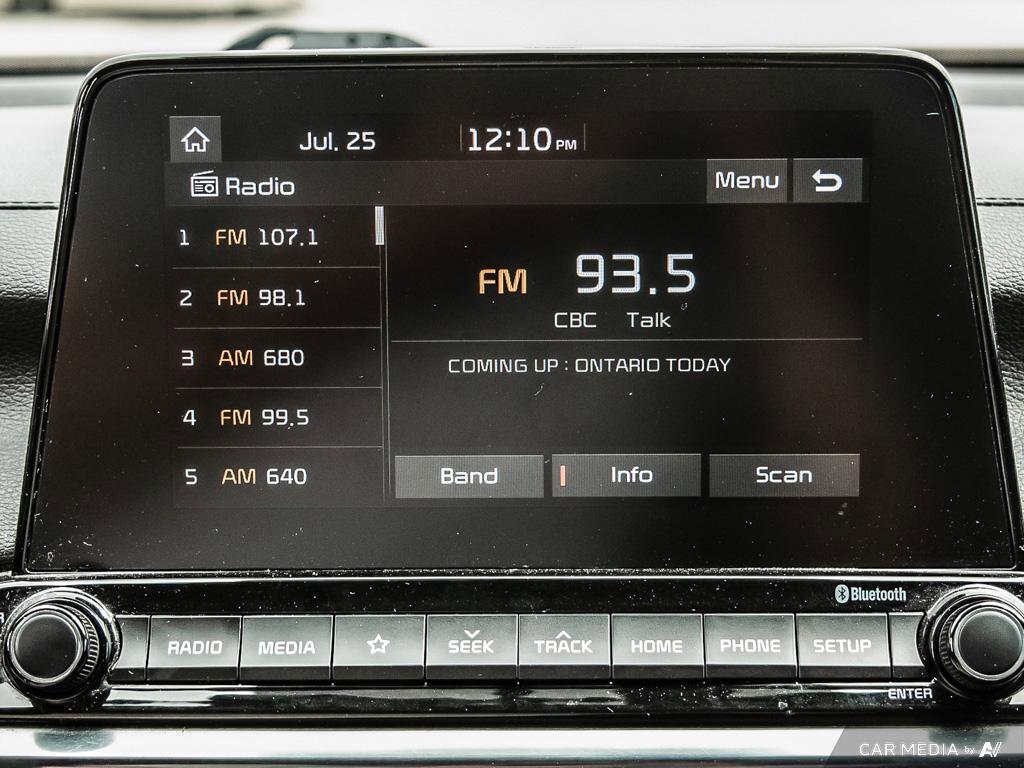 Jul. 25 12:10 PM
Radio Menu
1 FM 107.1
2 FM 98.1
3 AM 680
4 FM 99.5
5 AM 640
FM 93.5
CBC Talk
COMING UP : ONTARIO TODAY
Band Info Scan
Bluetooth
RADIO MEDIA SEEK TRACK HOME PHONE SETUP
ENTER
CAR MEDIA by AV